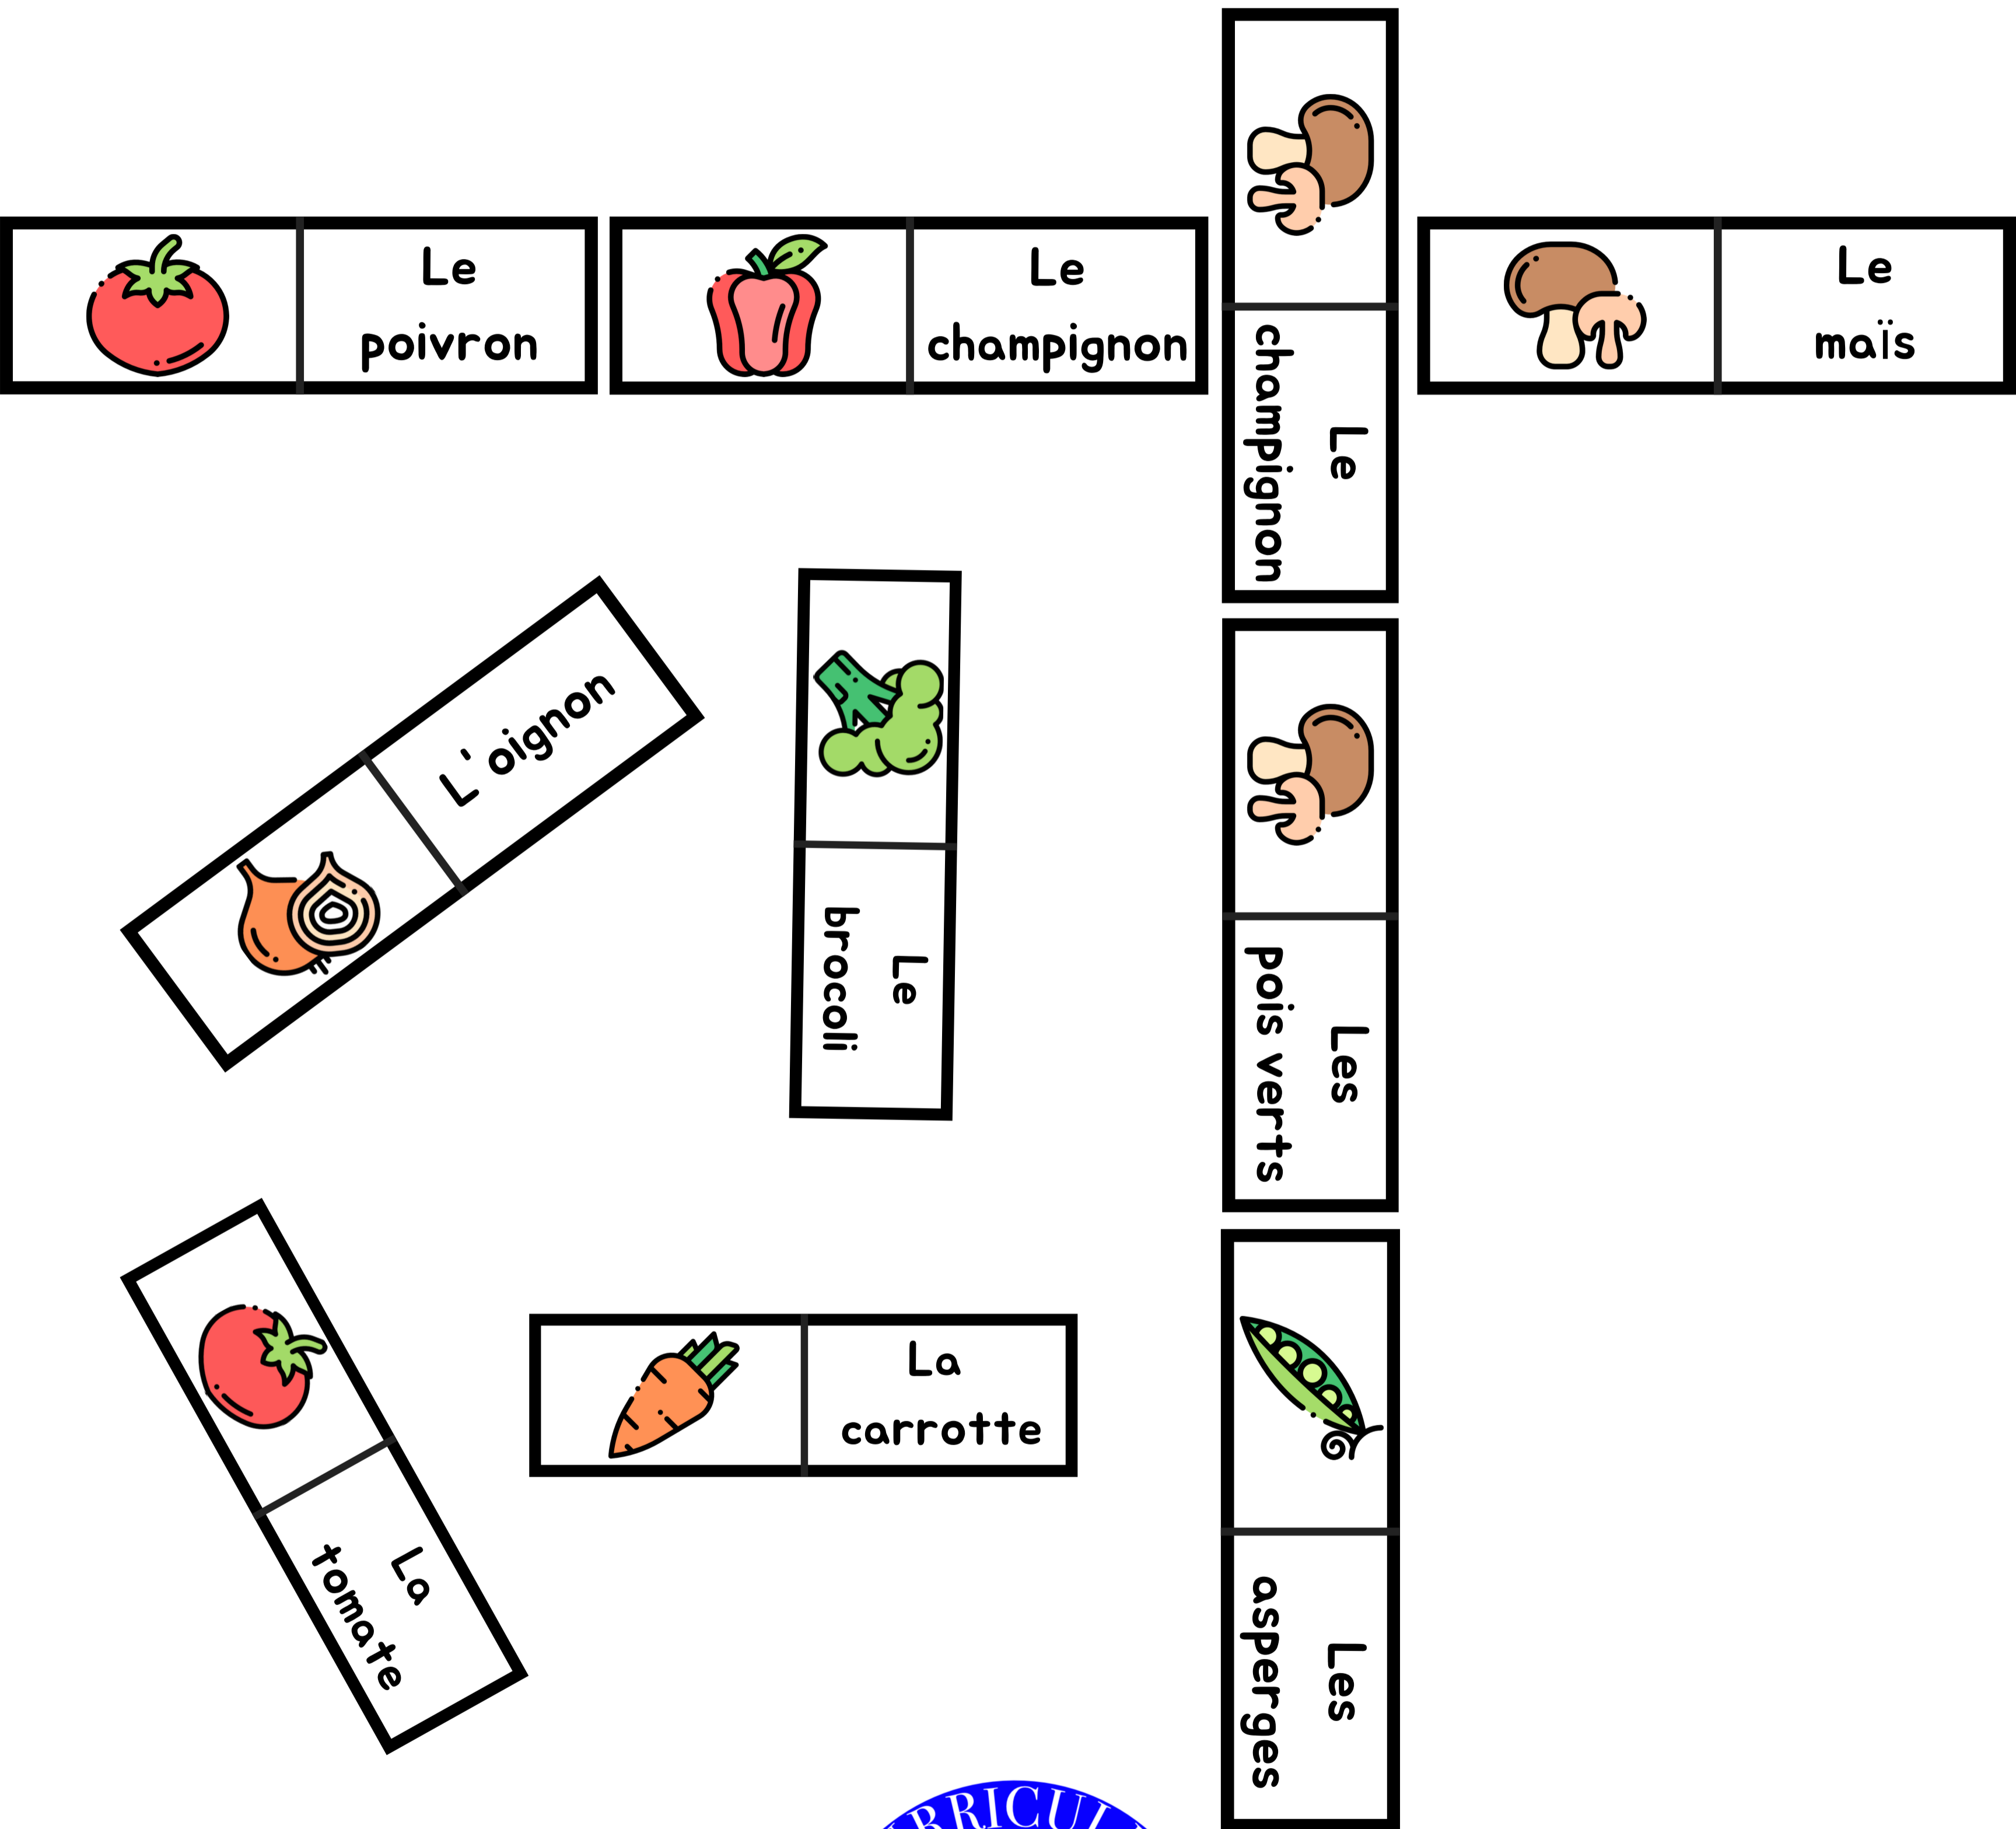 Le
poivron
Le
champignon
Le
champignon
Le
maïs
L'oignon
Le
brocoli
Les
pois verts
La
tomate
La
carrotte
Les
asperges